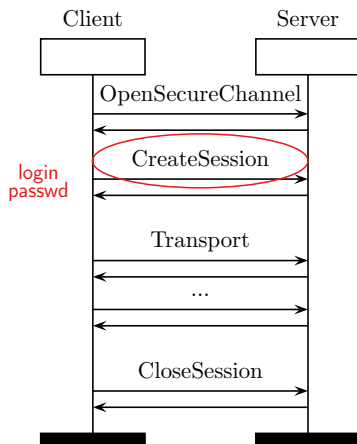 Client
Server
OpenSecureChannel
CreateSession
login
passwd
Transport
...
CloseSession